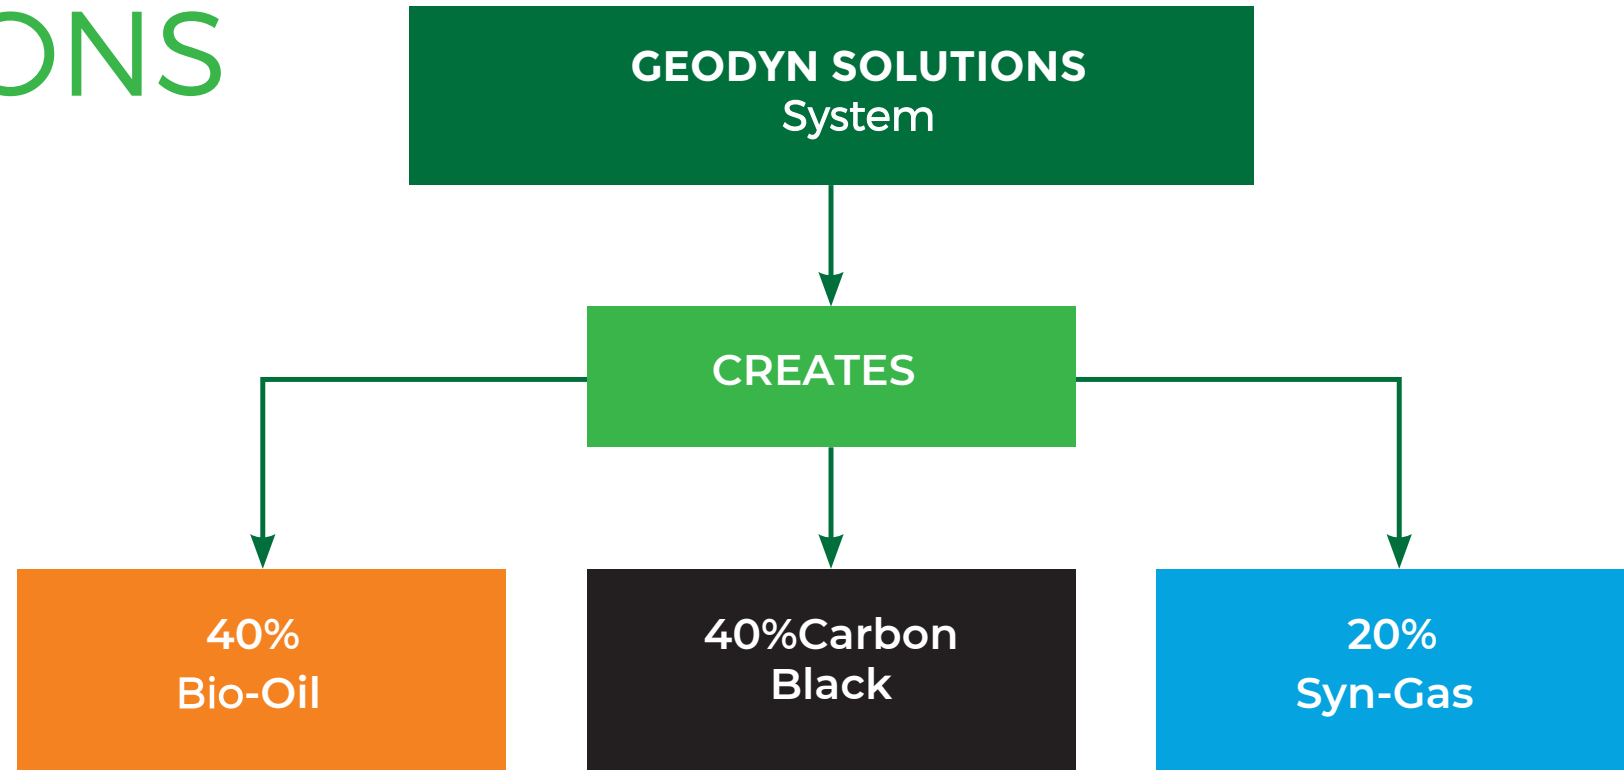 ONS
GEODYN SOLUTIONS
System
CREATES
40%
Bio-Oil
40%Carbon
Black
20%
Syn-Gas